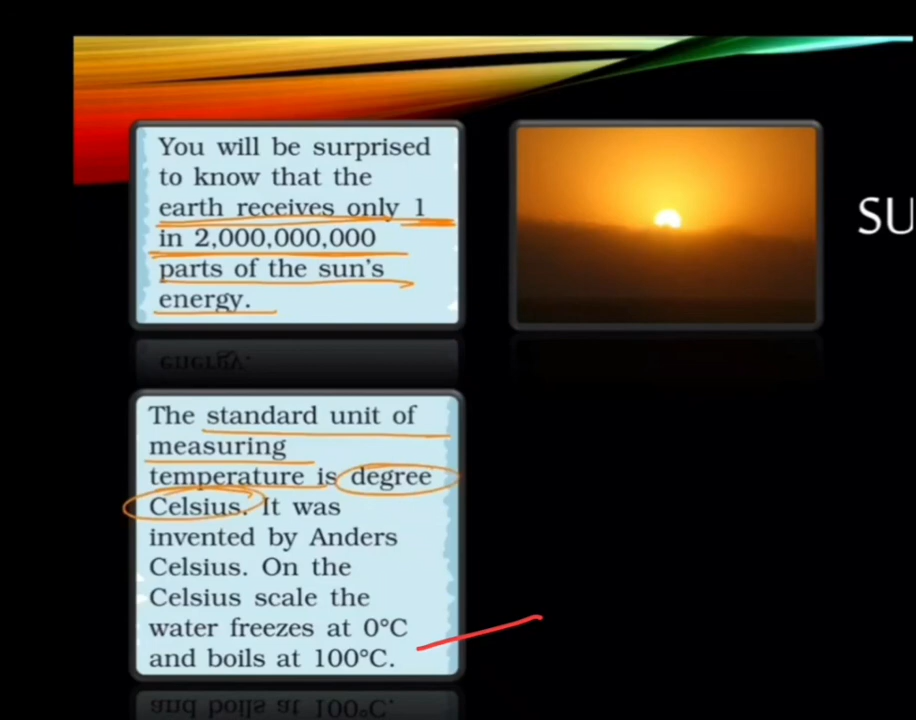 You will be surprised
to know that the
earth receives only 1
in 2,000,000,000
parts of the sun's
energy.
SU
The standard unit of
measuring
temperature is degree
Celsius. It was
invented by Anders
Celsius. On the
Celsius scale the
water freezes at 0°C
and boils at 100°C.